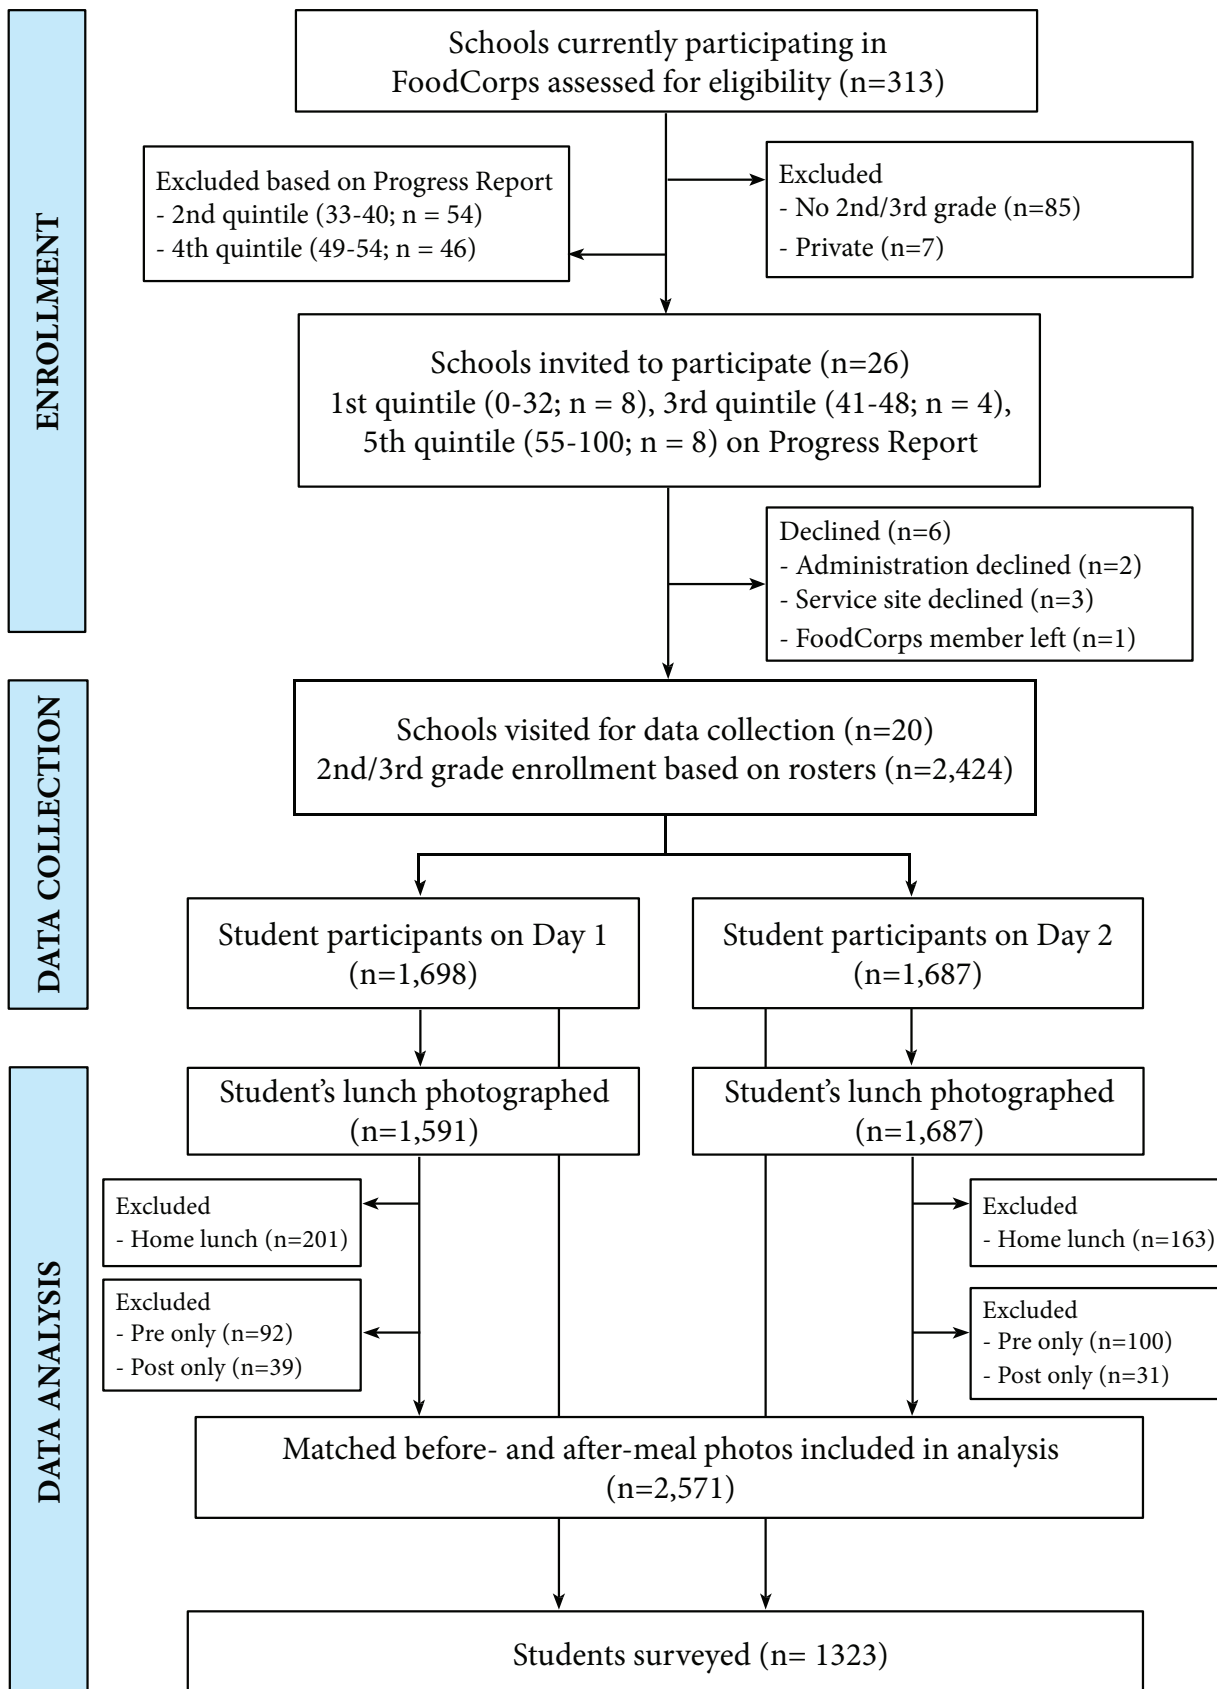 ENROLLMENT
Schools currently participating in
FoodCorps assessed for eligibility (n=313)
Excluded based on Progress Report
- 2nd quintile (33-40; n = 54)
- 4th quintile (49-54; n = 46)
Excluded
- No 2nd/3rd grade (n=85)
- Private (n=7)
Schools invited to participate (n=26)
1st quintile (0-32; n = 8), 3rd quintile (41-48; n = 4),
5th quintile (55-100; n = 8) on Progress Report
Declined (n=6)
- Administration declined (n=2)
- Service site declined (n=3)
- FoodCorps member left (n=1)
DATA COLLECTION
Schools visited for data collection (n=20)
2nd/3rd grade enrollment based on rosters (n=2,424)
Student participants on Day 1
(n=1,698)
Student participants on Day 2
(n=1,687)
DATA ANALYSIS
Student’s lunch photographed
(n=1,591)
Student’s lunch photographed
(n=1,687)
Excluded
- Home lunch (n=201)
Excluded
- Home lunch (n=163)
Excluded
- Pre only (n=92)
- Post only (n=39)
Excluded
- Pre only (n=100)
- Post only (n=31)
Matched before- and after-meal photos included in analysis
(n=2,571)
Students surveyed (n= 1323)